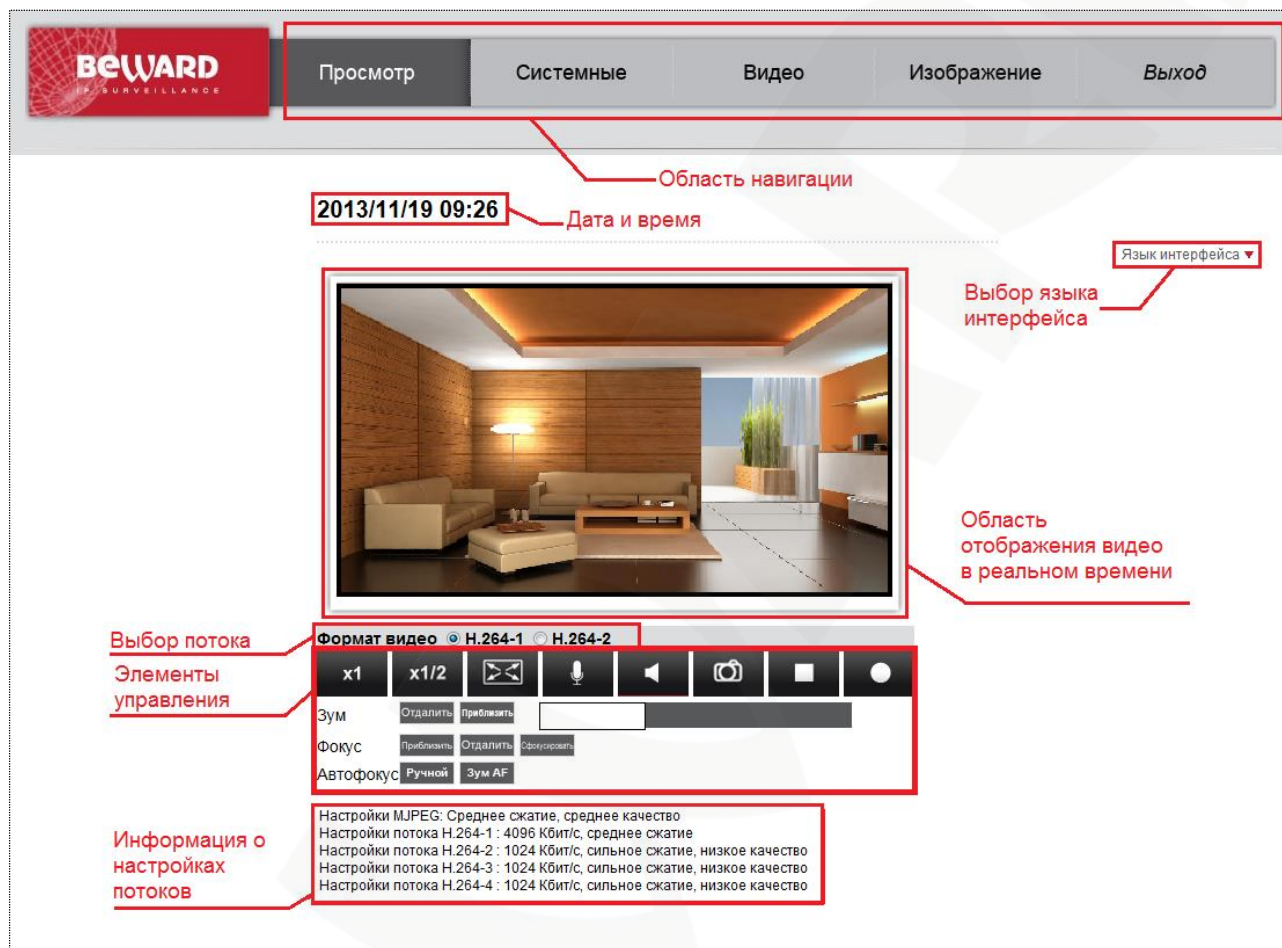 BEWARD
IP SURVEILLANCE
Просмотр
Системные
Видео
Изображение
Выход
Область навигации
2013/11/19 09:26
Дата и время
Язык интерфейса
Выбор языка
интерфейса
Область
отображения видео
в реальном времени
Выбор потока
Формат видео H.264-1 H.264-2
Элементы
управления
x1
x1/2
Зум Отдалить Приблизить
Фокус Приблизить Отдалить Сфокусировать
Автофокус Ручной Зум AF
Информация о
настройках
потоков
Настройки MJPEG: Среднее сжатие, среднее качество
Настройки потока H.264-1 : 4096 Кбит/с, среднее сжатие
Настройки потока H.264-2 : 1024 Кбит/с, сильное сжатие, низкое качество
Настройки потока H.264-3 : 1024 Кбит/с, сильное сжатие, низкое качество
Настройки потока H.264-4 : 1024 Кбит/с, сильное сжатие, низкое качество